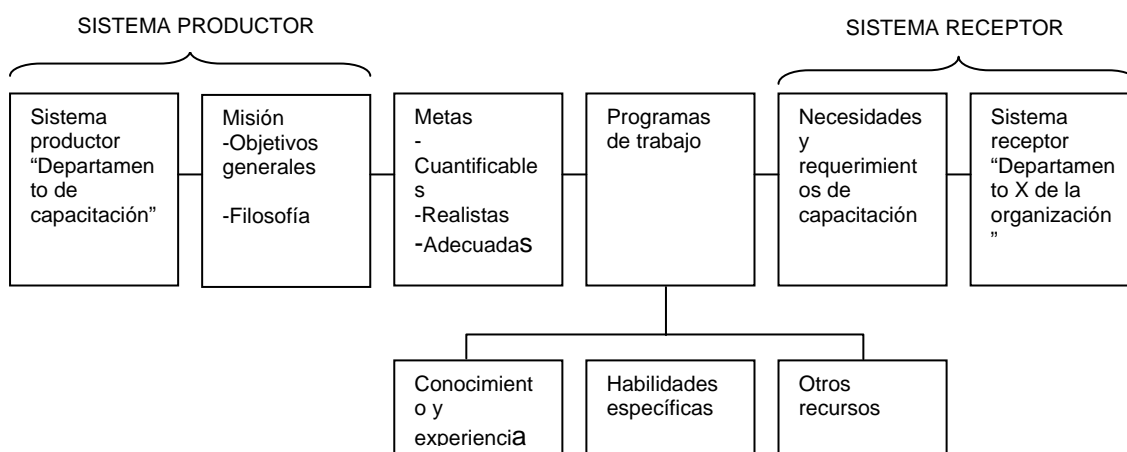 SISTEMA PRODUCTOR
SISTEMA RECEPTOR
Sistema
productor
“Departamen
to de
capacitación”
Misión
-Objetivos
generales
-Filosofía
Metas
-
Cuantificable
s
-Realistas
-Adecuadas
Programas
de trabajo
Necesidades
y
requerimient
os de
capacitación
Sistema
receptor
“Departamen
to X de la
organización
”
Conocimient
o y
experiencia
Habilidades
específicas
Otros
recursos